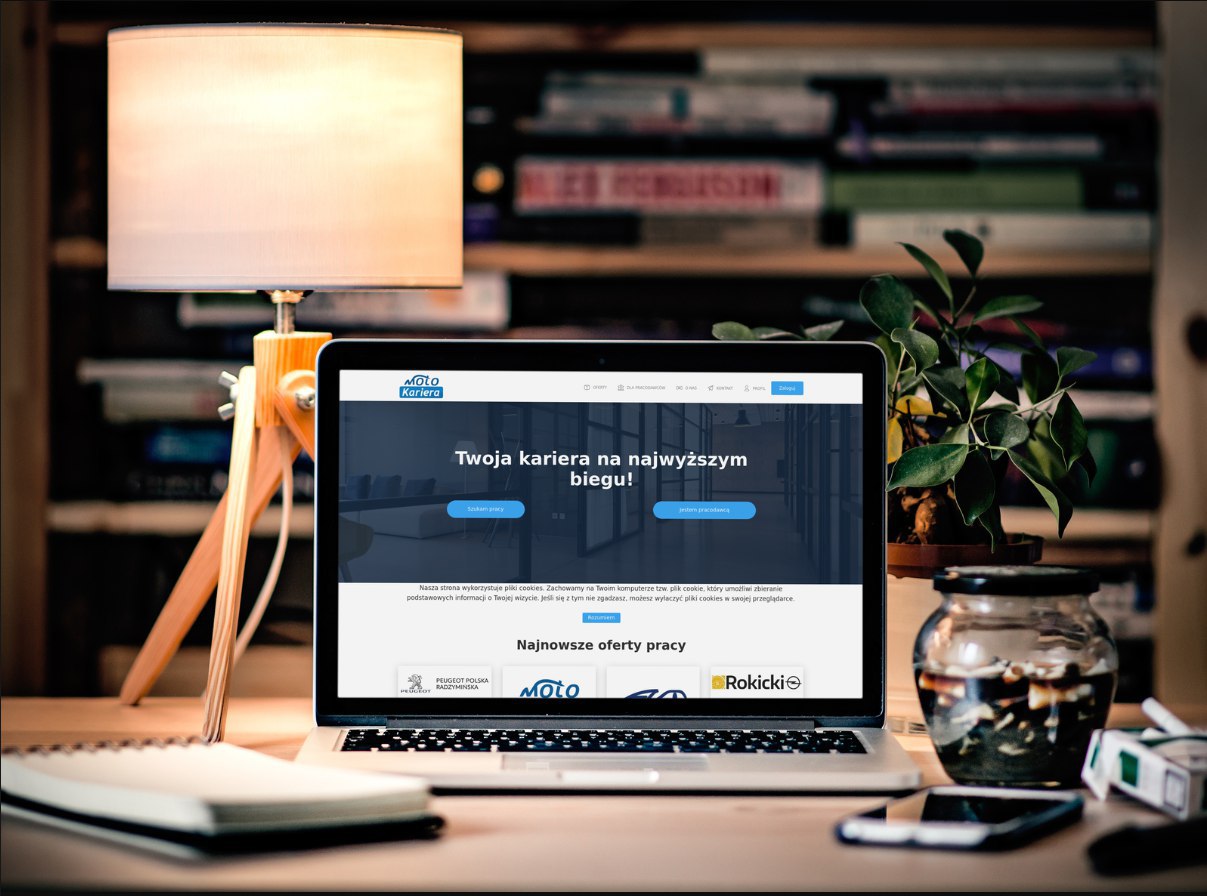 ALEX FERGUSON
Moto
Kariera
OFERTY
DLA PRACODAWCÓW
O NAS
KONTAKT
PROFIL
Zaloguj
Twoja kariera na najwyższym
biegu!
Szukam pracy
Jestem pracodawcą
Nasza strona wykorzystuje pliki cookies. Zachowamy na Twoim komputerze tzw. plik cookie, który umożliwi zbieranie
podstawowych informacji o Twojej wizycie. Jeśli się z tym nie zgadzasz, możesz wyłaczyć pliki cookies w swojej przeglądarce.
Rozumiem
Najnowsze oferty pracy
PEUGEOT
PEUGEOT POLSKA
RADZYMIŃSKA
Moto
Rokicki